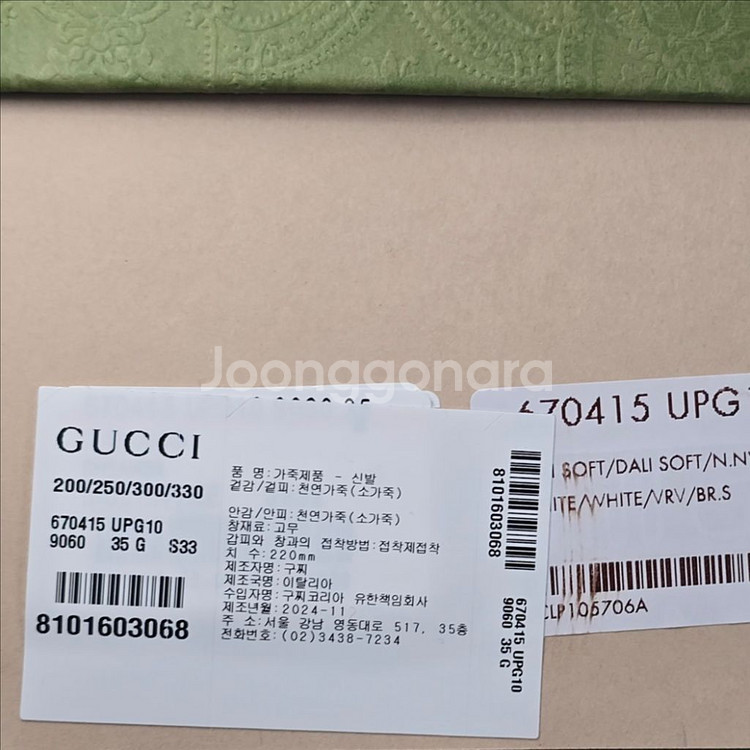 Joonggonara
GUCCI
200/250/300/330
670415 UPG10
9060 35 G S33
8101603068
품 명:가죽제품 - 신발
겉감/겉피:천연가죽(소가죽)
안감/안피:천연가죽(소가죽)
창재료:고무
갑피와 창과의 접착방법:접착제접착
치 수:220mm
제조자명:구찌
제조국명:이탈리아
수입자명:구찌코리아 유한책임회사
제조년월:2024-11
주 소:서울 강남 영동대로 517, 35층
전화번호:(02)3438-7234
8101603068
670415 UPG10
9060 35 G
670415 UPG
SOFT/DALI SOFT/N.N
/WHITE/VRV/BR.S
CLP105706A